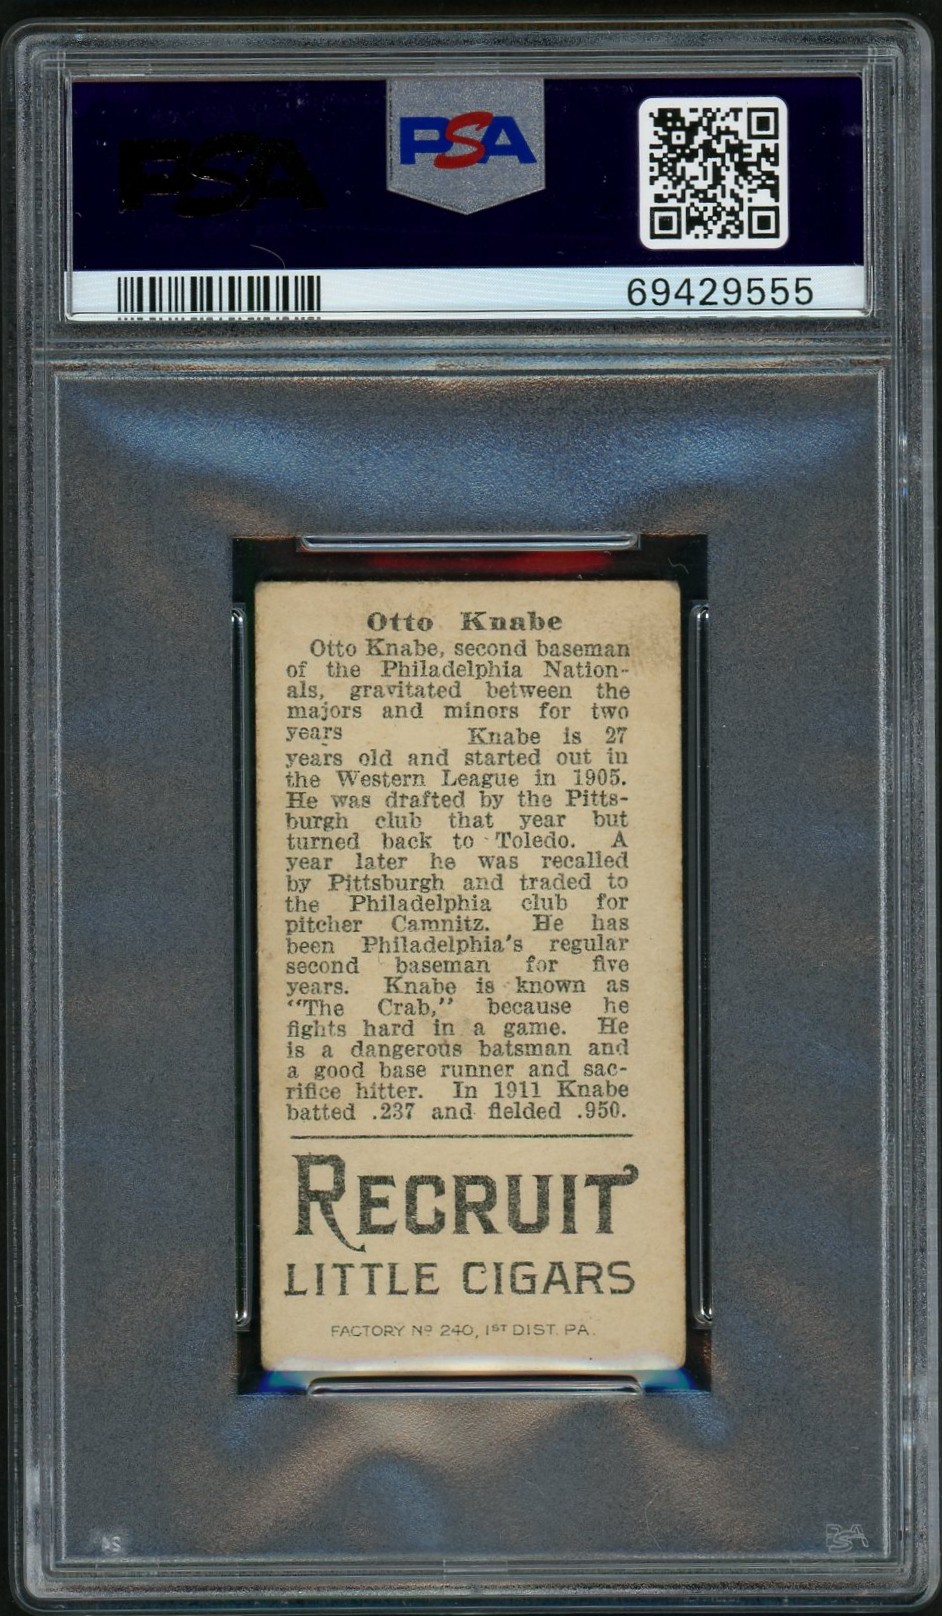 PSA
PSA
69429555
Otto Knabe
Otto Knabe, second baseman
of the Philadelphia Nation-
als, gravitated between the
majors and minors for two
years Knabe is 27
years old and started out in
the Western League in 1905.
He was drafted by the Pitts-
burgh club that year but
turned back to Toledo. A
year later he was recalled
by Pittsburgh and traded to
the Philadelphia club for
pitcher Camnitz. He has
been Philadelphia's regular
second baseman for five
years. Knabe is known as
"The Crab," because he
fights hard in a game. He
is a dangerous batsman and
a good base runner and sac-
rifice hitter. In 1911 Knabe
batted .237 and fielded .950.
RECRUIT
LITTLE CIGARS
FACTORY Nº 240, 1ST DIST. PA.
PSA